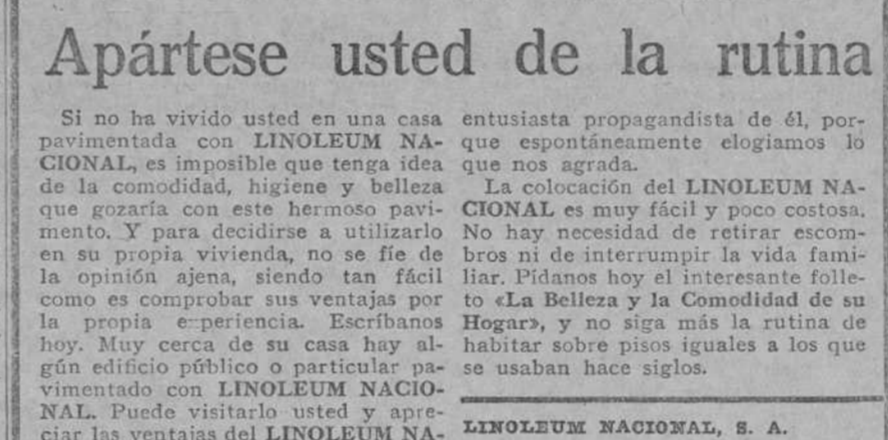 Apártese usted de la rutina
Si no ha vivido usted en una casa
pavimentada con LINOLEUM NA-
CIONAL, es imposible que tenga idea
de la comodidad, higiene y belleza
que gozaría con este hermoso pavi-
mento. Y para decidirse a utilizarlo
en su propia vivienda, no se fíe de
la opinión ajena, siendo tan fácil
como es comprobar sus ventajas por
la propia e-periencia. Escríbanos
hoy. Muy cerca de su casa hay al-
gún edificio público o particular pa-
vimentado con LINOLEUM NACIO-
NAL. Puede visitarlo usted y apre-
ciar las ventajas del LINOLEUM NA-
entusiasta propagandista de él, por-
que espontáneamente elogiamos lo
que nos agrada.
La colocación del LINOLEUM NA-
CIONAL es muy fácil y poco costosa.
No hay necesidad de retirar escom-
bros ni de interrumpir la vida fami-
liar. Pídanos hoy el interesante folle-
to «La Belleza y la Comodidad de su
Hogar», y no siga más la rutina de
habitar sobre pisos iguales a los que
se usaban hace siglos.
LINOLEUM NACIONAL, S. A.